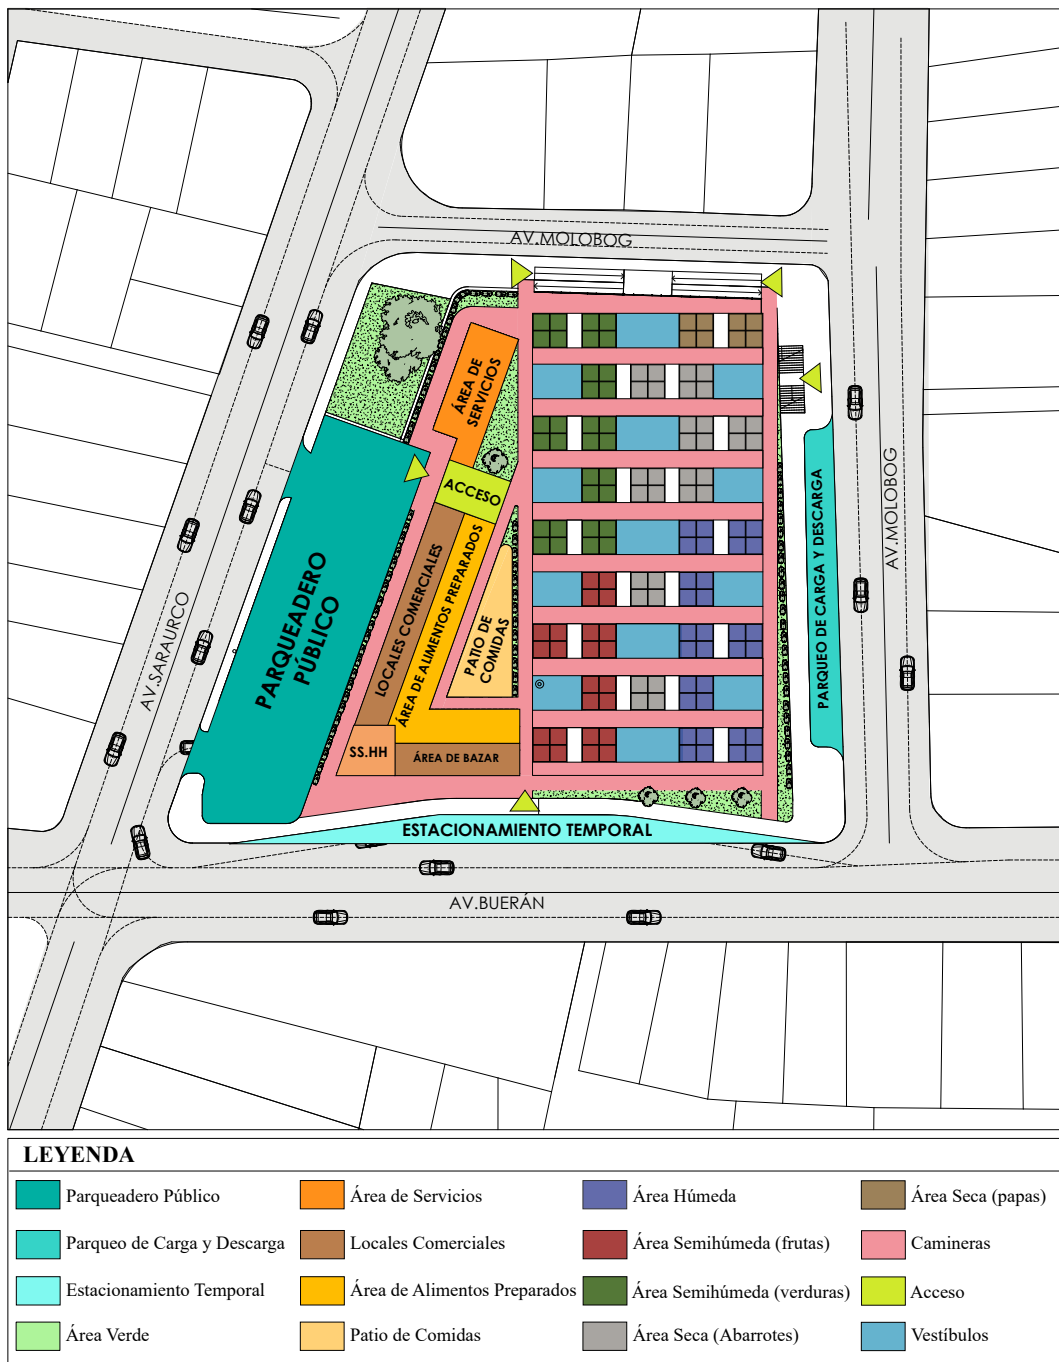 AV.MOLOBOG
ÁREA DE
SERVICIOS
ACCESO
AV.MOLOBOG
PARQUEO DE CARGA Y DESCARGA
LOCALES COMERCIALES
ÁREA DE ALIMENTOS PREPARADOS
PARQUEADERO
PÚBLICO
PATIO DE
COMIDAS
AV.SARAURCO
SS.HH
ÁREA DE BAZAR
ESTACIONAMIENTO TEMPORAL
AV.BUERÁN
LEYENDA
Parqueadero Público
Área de Servicios
Área Húmeda
Área Seca (papas)
Parqueo de Carga y Descarga
Locales Comerciales
Área Semihúmeda (frutas)
Camineras
Estacionamiento Temporal
Área de Alimentos Preparados
Área Semihúmeda (verduras)
Acceso
Área Verde
Patio de Comidas
Área Seca (Abarrotes)
Vestíbulos